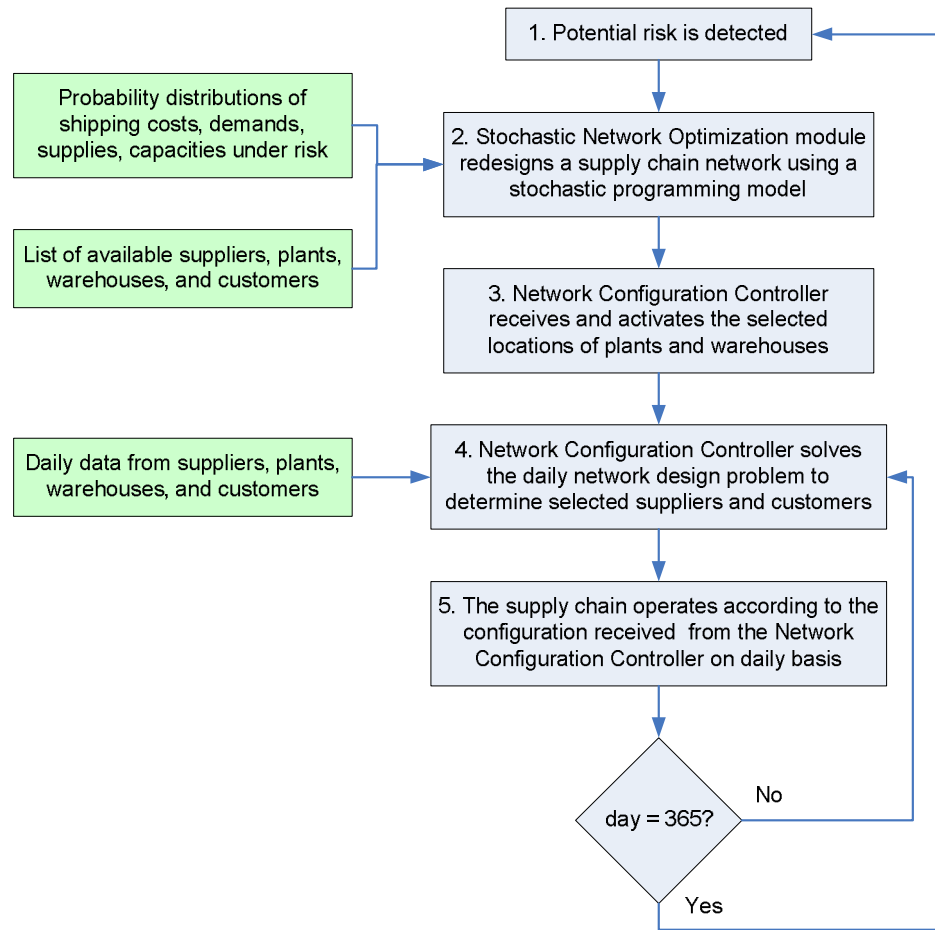 1. Potential risk is detected
Probability distributions of
shipping costs, demands,
supplies, capacities under risk
2. Stochastic Network Optimization module
redesigns a supply chain network using a
stochastic programming model
List of available suppliers, plants,
warehouses, and customers
3. Network Configuration Controller
receives and activates the selected
locations of plants and warehouses
Daily data from suppliers, plants,
warehouses, and customers
4. Network Configuration Controller solves
the daily network design problem to
determine selected suppliers and customers
5. The supply chain operates according to the
configuration received from the Network
Configuration Controller on daily basis
day = 365?
No
Yes